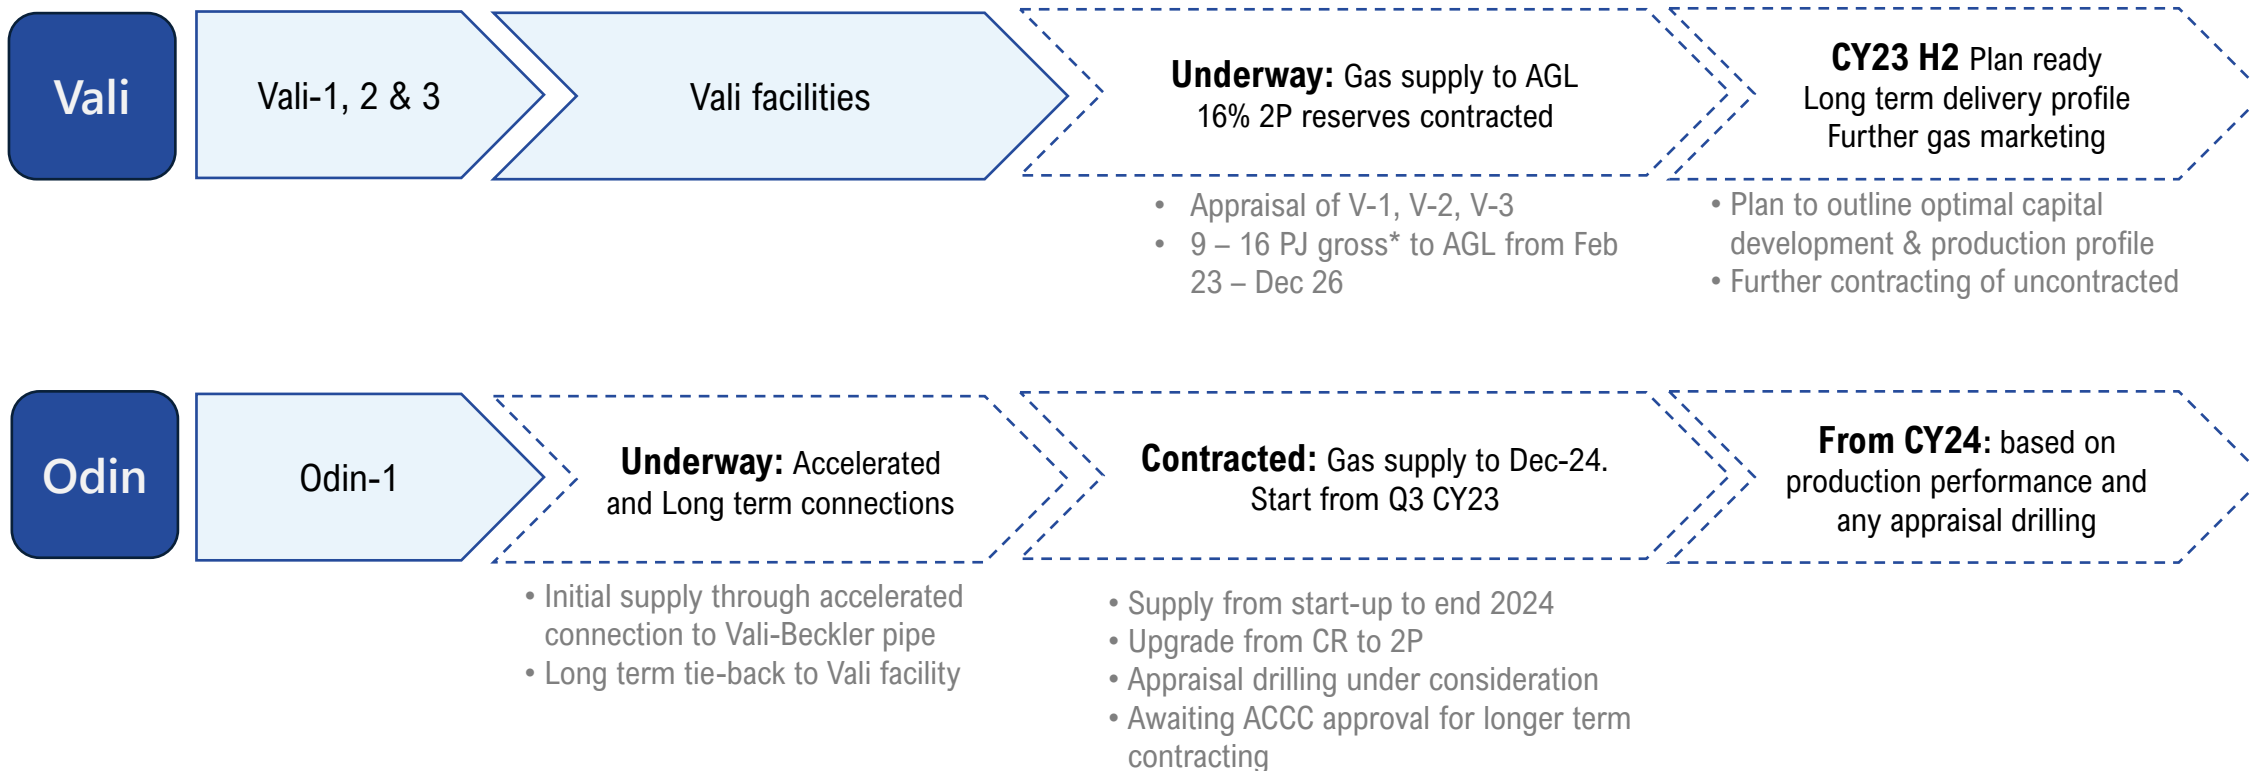 Vali
Vali-1, 2 & 3
Vali facilities
Underway: Gas supply to AGL
16% 2P reserves contracted
• Appraisal of V-1, V-2, V-3
• 9 – 16 PJ gross* to AGL from Feb
23 – Dec 26
CY23 H2 Plan ready
Long term delivery profile
Further gas marketing
• Plan to outline optimal capital
development & production profile
• Further contracting of uncontracted
Odin
Odin-1
Underway: Accelerated
and Long term connections
• Initial supply through accelerated
connection to Vali-Beckler pipe
• Long term tie-back to Vali facility
Contracted: Gas supply to Dec-24.
Start from Q3 CY23
• Supply from start-up to end 2024
• Upgrade from CR to 2P
• Appraisal drilling under consideration
• Awaiting ACCC approval for longer term
contracting
From CY24: based on
production performance and
any appraisal drilling